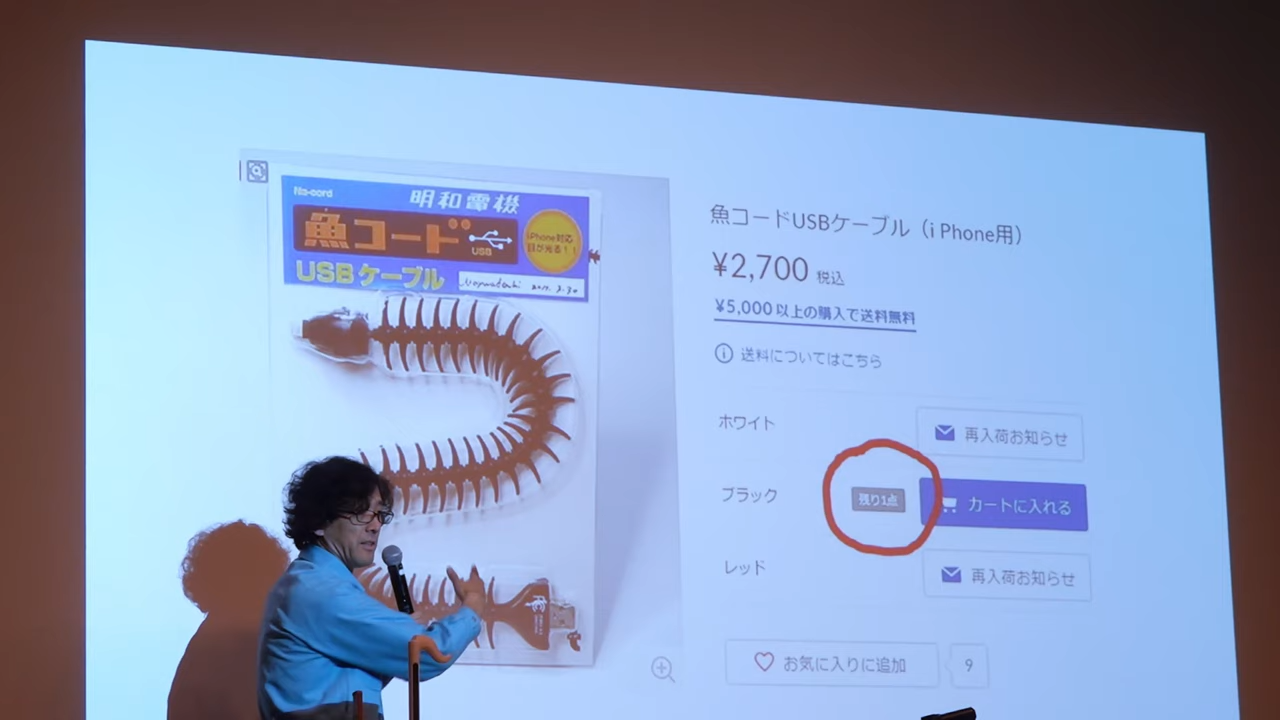 Na-cord
明和電機
魚コード
USB
iPhone対応
目が光る!!
USBケーブル
魚コードUSBケーブル（i Phone用）
¥2,700 税込
¥5,000 以上の購入で送料無料
送料についてはこちら
ホワイト
再入荷お知らせ
ブラック
残り1点
カートに入れる
レッド
再入荷お知らせ
お気に入りに追加
9